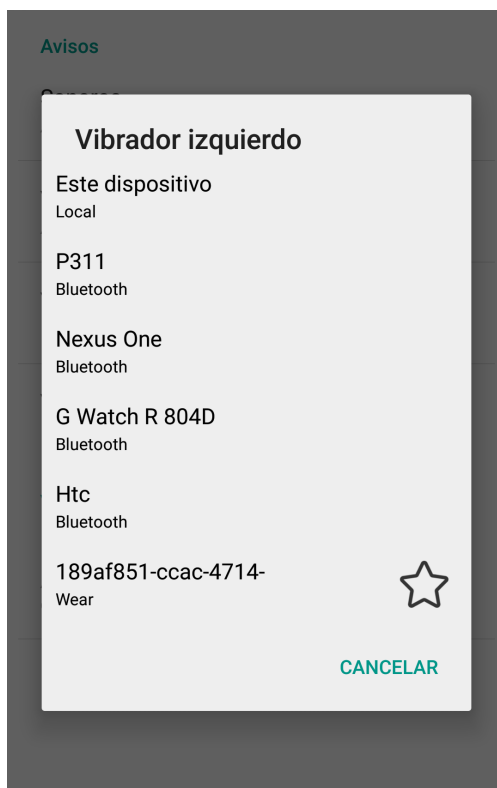 Avisos
Vibrador izquierdo
Este dispositivo
Local
P311
Bluetooth
Nexus One
Bluetooth
G Watch R 804D
Bluetooth
Htc
Bluetooth
189af851-ccac-4714-
Wear
CANCELAR